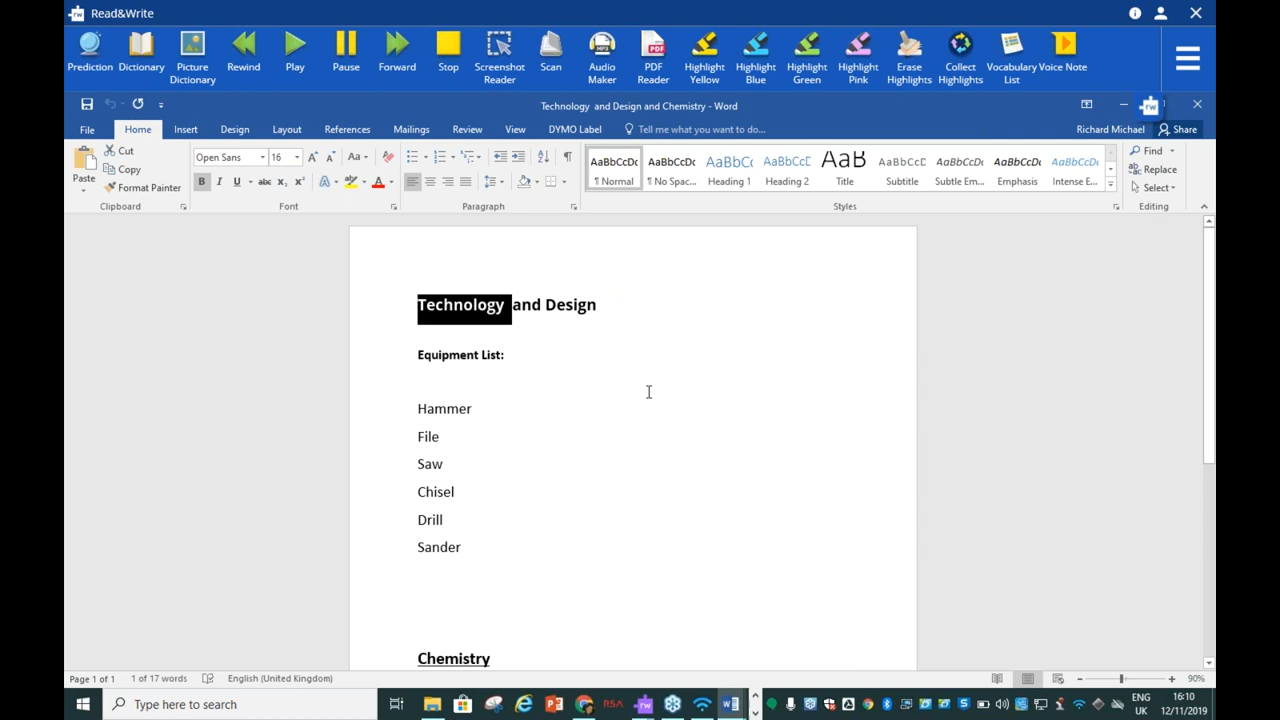 Read&Write
Prediction
Dictionary
Picture Dictionary
Rewind
Play
Pause
Forward
Stop
Screenshot Reader
Scan
Audio Maker
PDF Reader
Highlight Yellow
Highlight Blue
Highlight Green
Highlight Pink
Erase Highlights
Collect Highlights
Vocabulary List
Voice Note
Technology and Design and Chemistry - Word
File
Home
Insert
Design
Layout
References
Mailings
Review
View
DYMO Label
Tell me what you want to do...
Richard Michael
Share
Paste
Cut
Copy
Format Painter
Clipboard
Open Sans
16
Font
Paragraph
AaBbCcDc
¶ Normal
AaBbCcDc
¶ No Spac...
AaBbCc
Heading 1
AaBbCcD
Heading 2
AaB
Title
AaBbCcD
Subtitle
AaBbCcDc
Subtle Em...
AaBbCcDc
Emphasis
AaBbCcDc
Intense E...
Styles
Find
Replace
Select
Editing
Technology and Design
Equipment List:
Hammer
File
Saw
Chisel
Drill
Sander
Chemistry
Page 1 of 1
1 of 17 words
English (United Kingdom)
90%
Type here to search
ENG
UK
16:10
12/11/2019